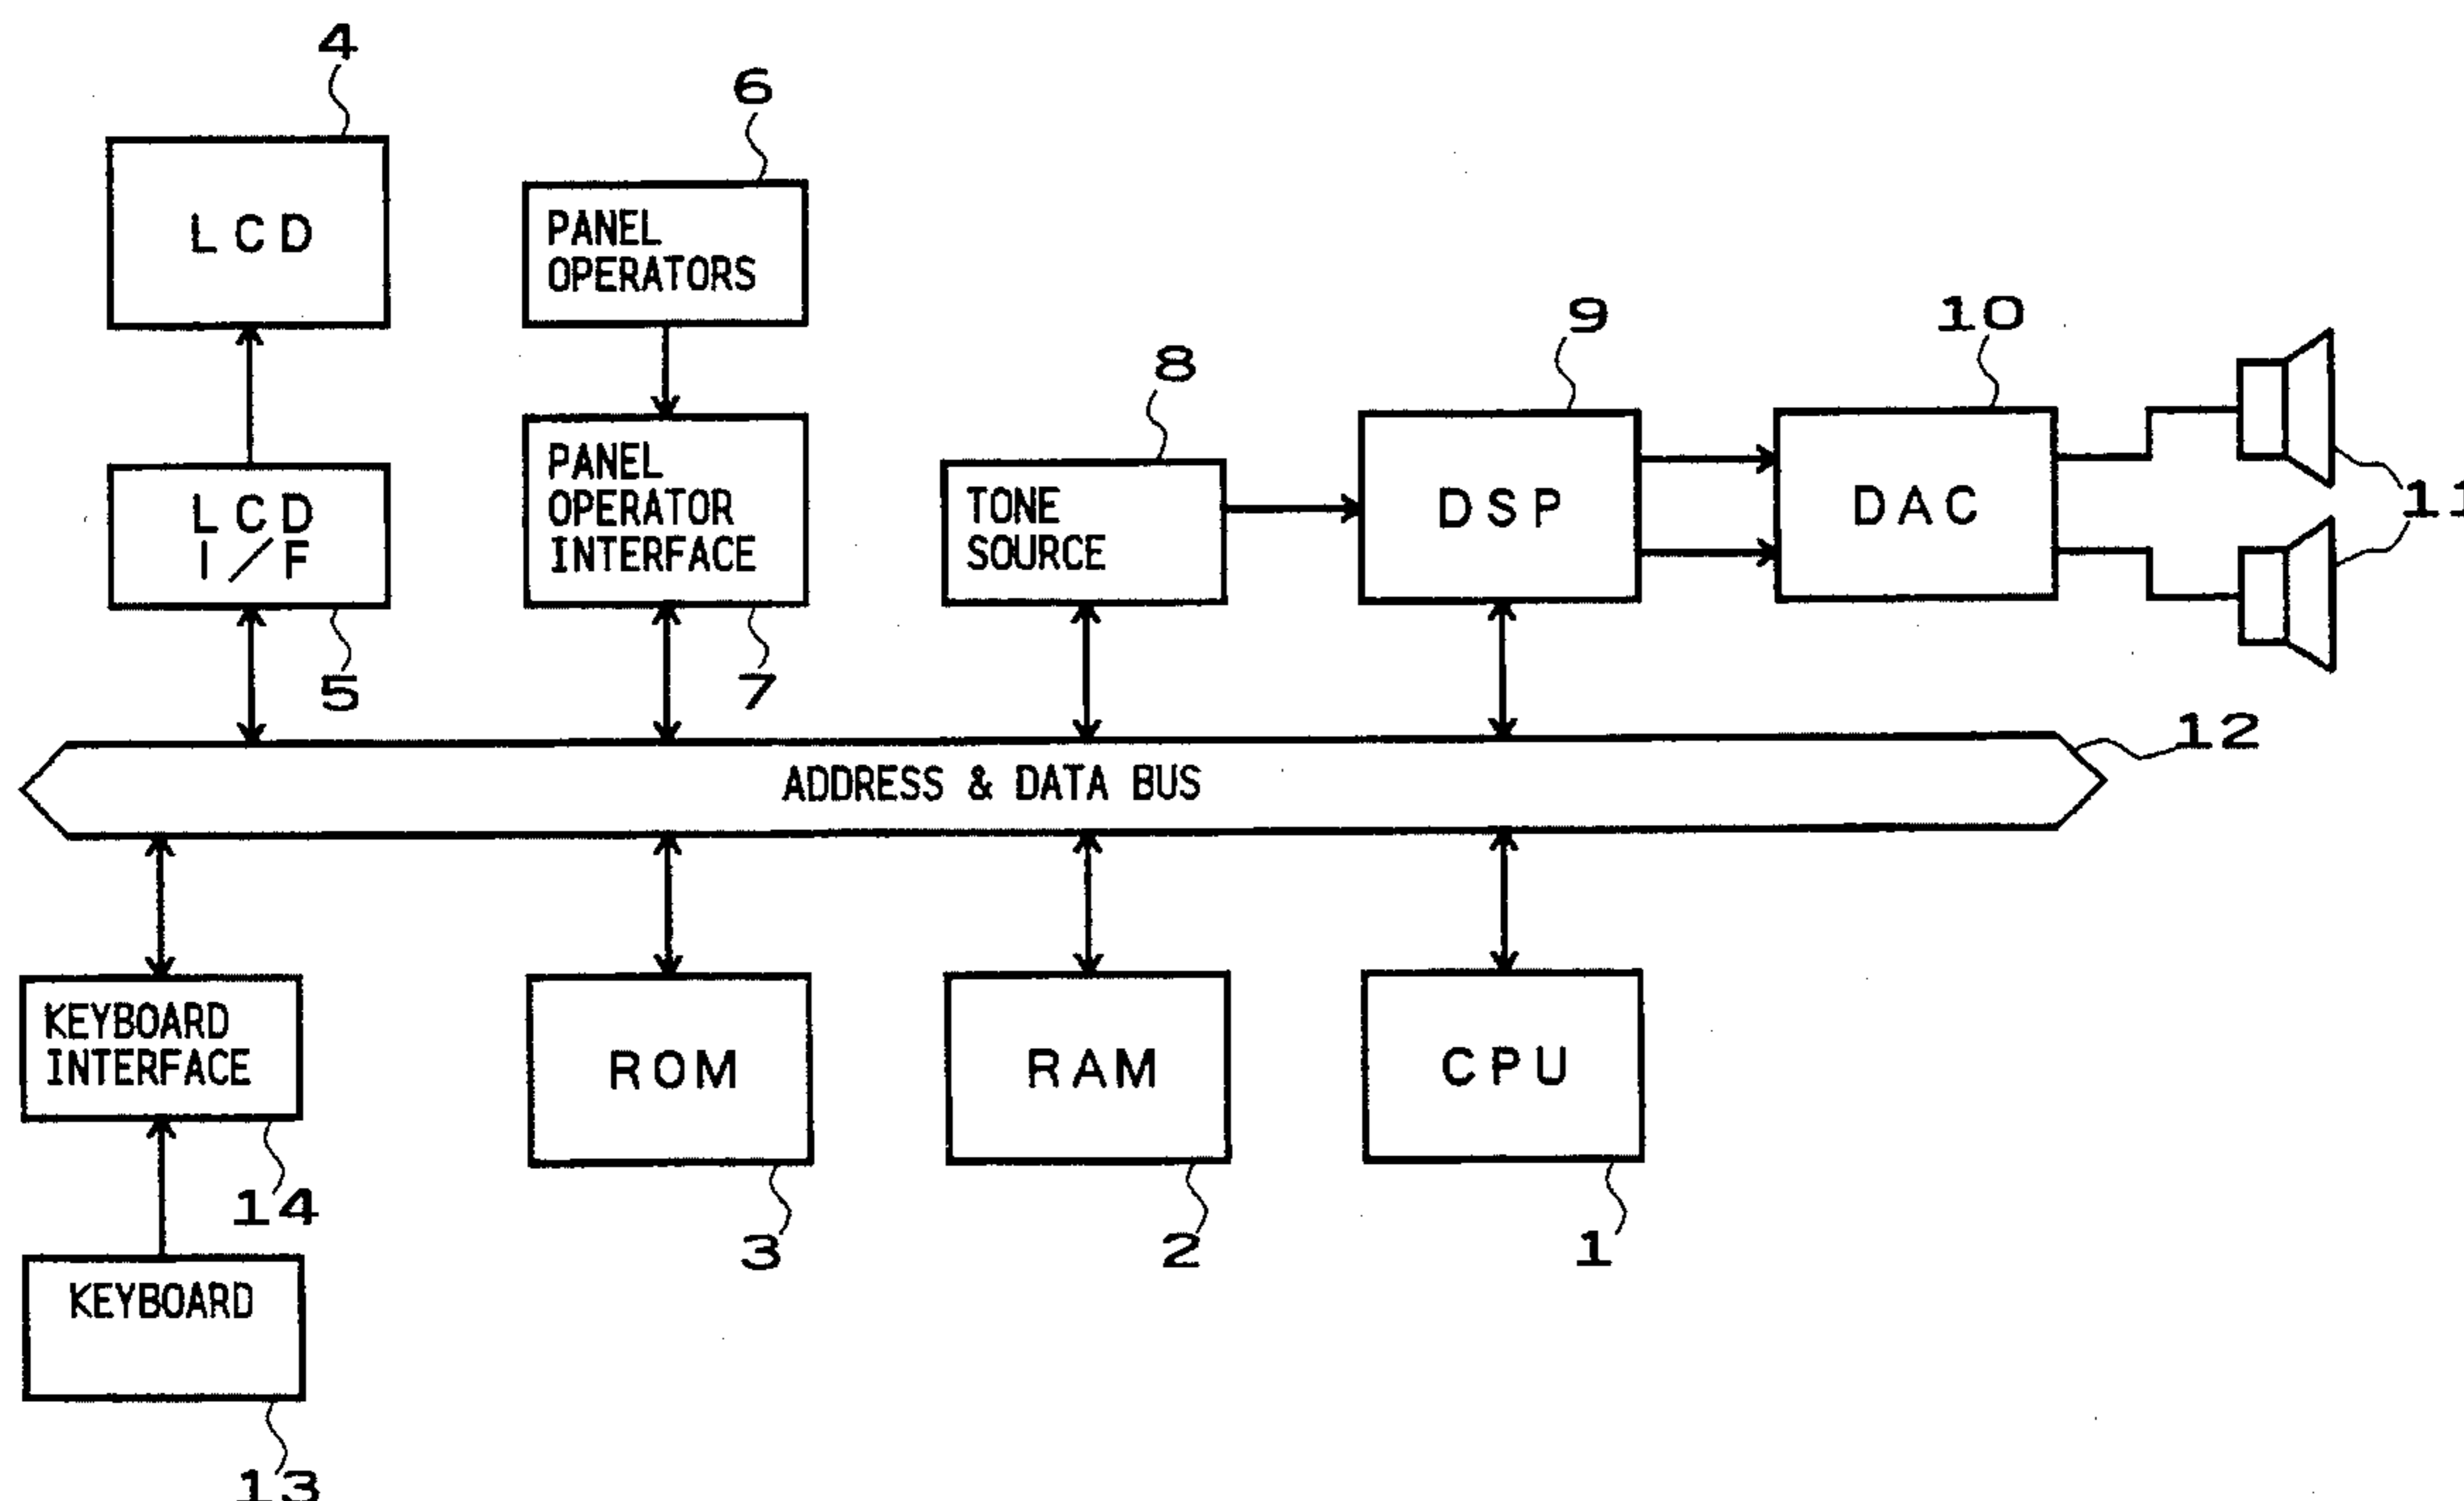 4
6
LCD
PANEL
OPERATORS
9
10
8
PANEL
OPERATOR
INTERFACE
LCD
I/F
TONE
SOURCE
DSP
DAC
11
5
7
12
ADDRESS & DATA BUS
KEYBOARD
INTERFACE
ROM
RAM
CPU
14
3
2
1
KEYBOARD
13